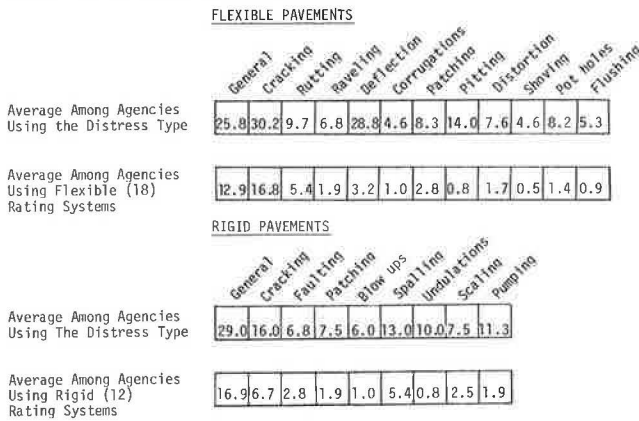 FLEXIBLE PAVEMENTS
General Cracking Rutting Raveling Deflection Corrugations Patching Pitting Distortion Shoving Pot holes Flushing
Average Among Agencies
Using the Distress Type
25.8 30.2 9.7 6.8 28.8 4.6 8.3 14.0 7.6 4.6 8.2 5.3
Average Among Agencies
Using Flexible (18)
Rating Systems
12.9 16.8 5.4 1.9 3.2 1.0 2.8 0.8 1.7 0.5 1.4 0.9
RIGID PAVEMENTS
General Cracking Faulting Patching Blow ups Spalling Undulations Scaling Pumping
Average Among Agencies
Using The Distress Type
29.0 16.0 6.8 7.5 6.0 13.0 10.0 7.5 11.3
Average Among Agencies
Using Rigid (12)
Rating Systems
16.9 6.7 2.8 1.9 1.0 5.4 0.8 2.5 1.9